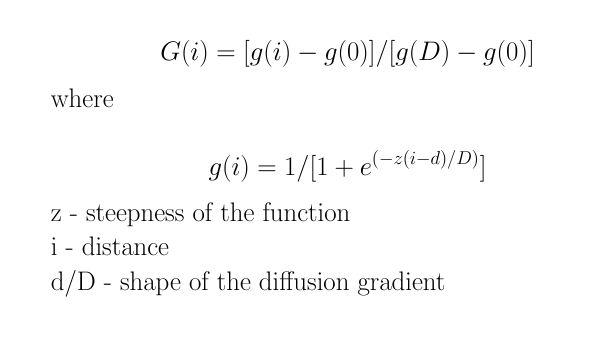 G(i) = [g(i) − g(0)]/[g(D) − g(0)]
where
g(i) = 1/[1 + e^(−z(i−d)/D)]
z - steepness of the function
i - distance
d/D - shape of the diffusion gradient